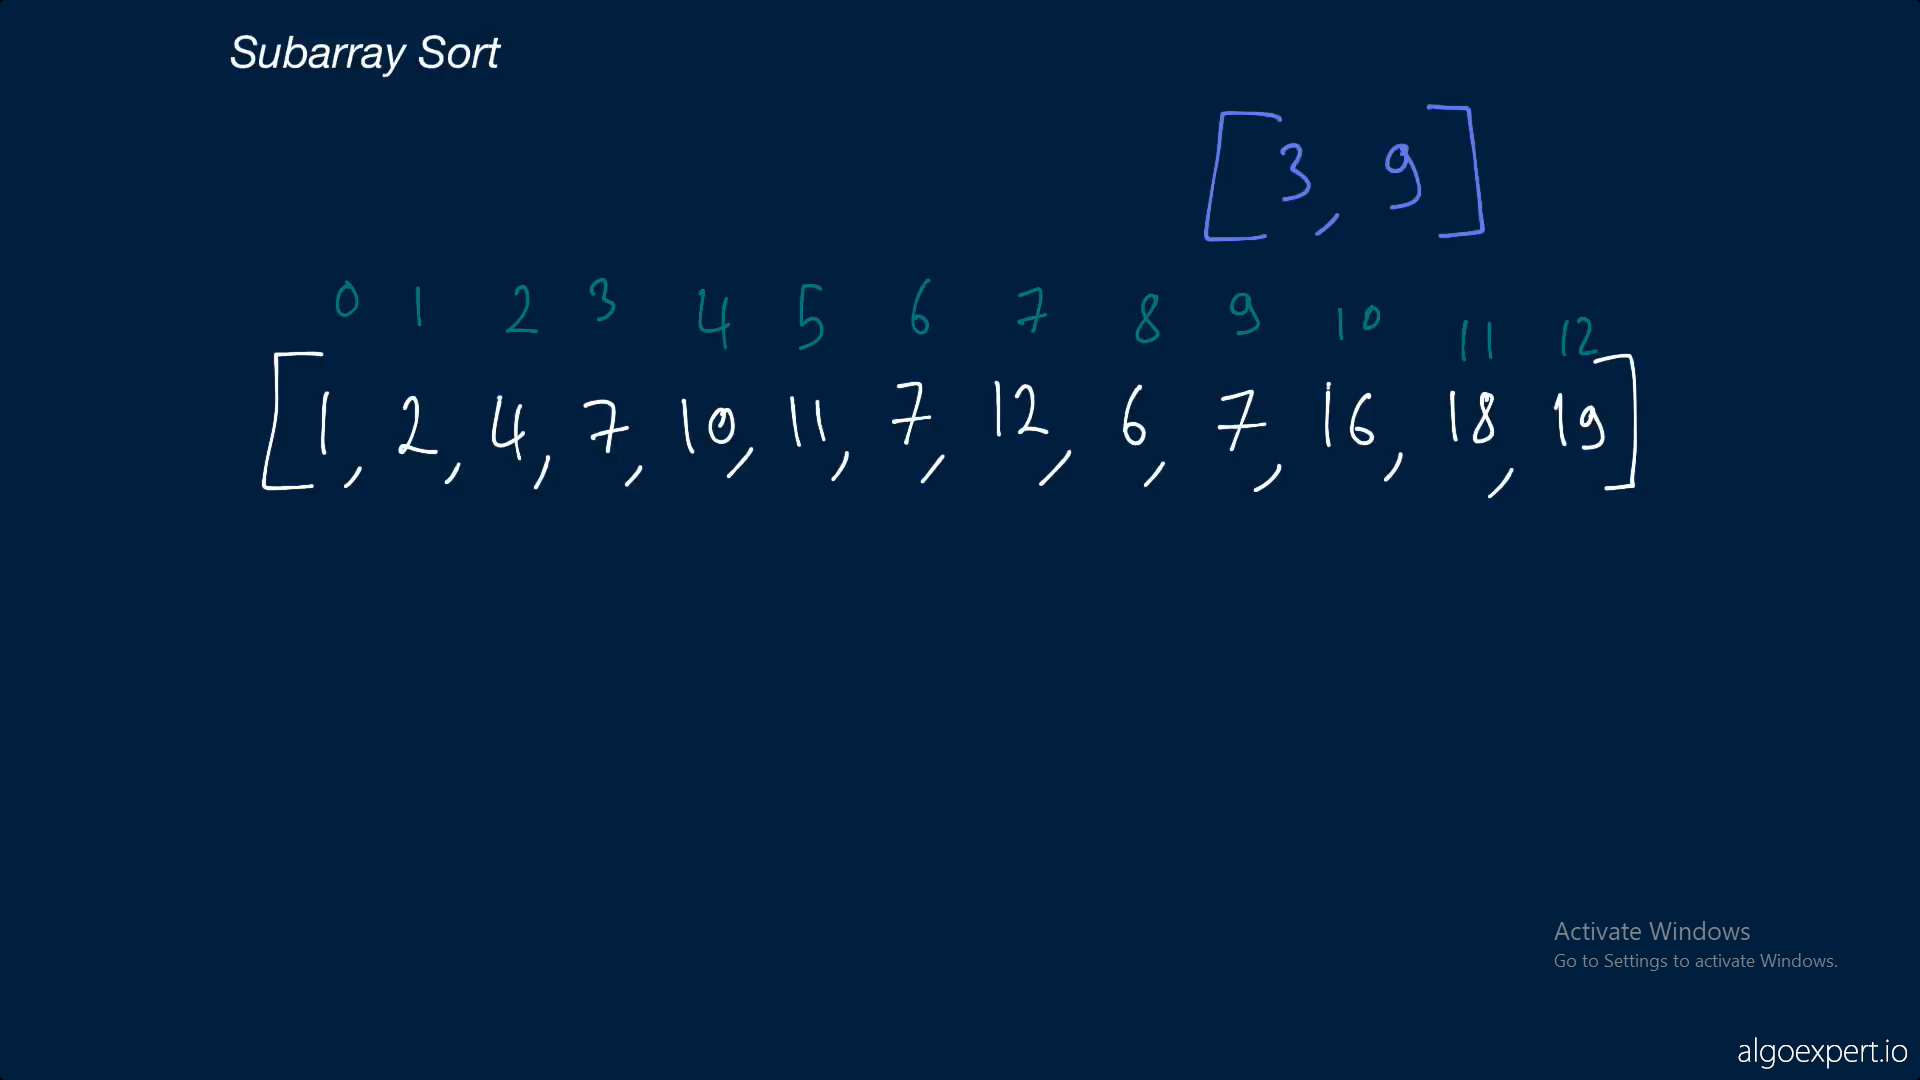 Subarray Sort
[3, 9]
0 1 2 3 4 5 6 7 8 9 10 11 12
[1, 2, 4, 7, 10, 11, 7, 12, 6, 7, 16, 18, 19]
Activate Windows
Go to Settings to activate Windows.
algoexpert.io